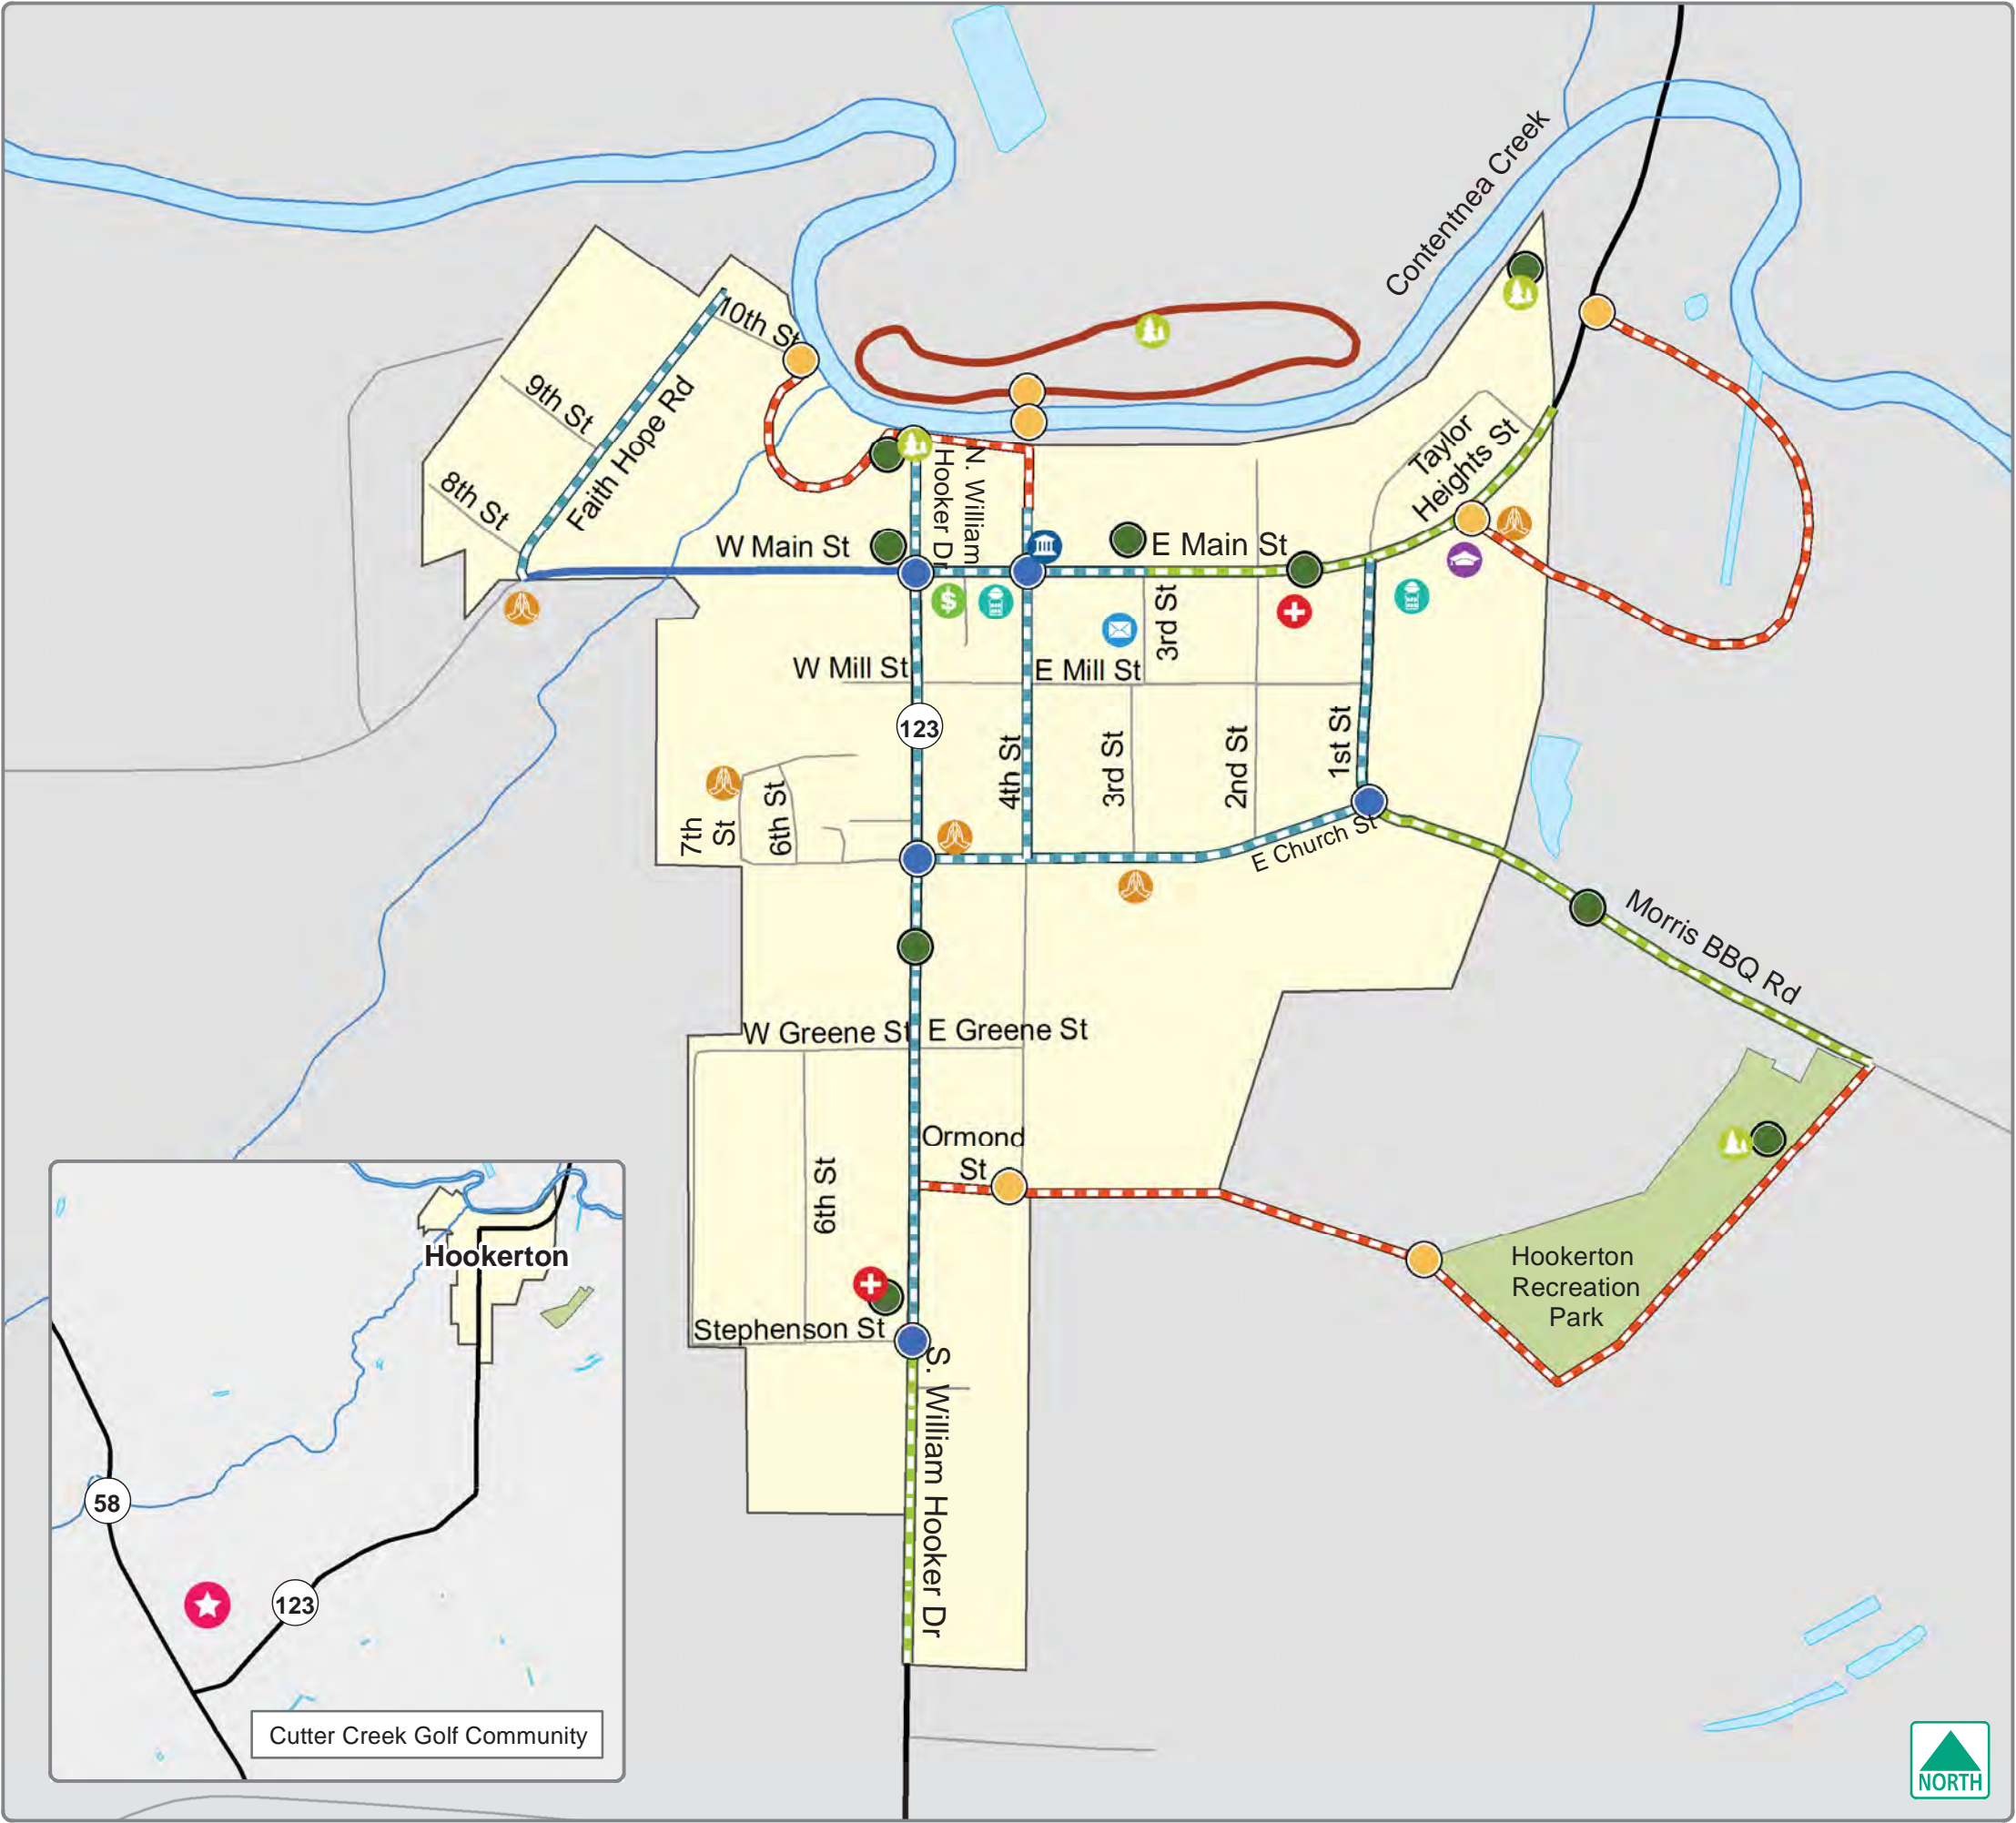 Contentnea Creek
10th St
9th St
Faith Hope Rd
8th St
N. William
Hooker Dr
Taylor
Heights St
W Main St
E Main St
3rd St
W Mill St
E Mill St
123
4th St
3rd St
2nd St
1st St
7th
St
6th St
E Church St
Morris BBQ Rd
W Greene St
E Greene St
Ormond
St
6th St
Hookerton
Recreation
Park
Stephenson St
S. William Hooker Dr
Hookerton
58
123
Cutter Creek Golf Community
NORTH
$